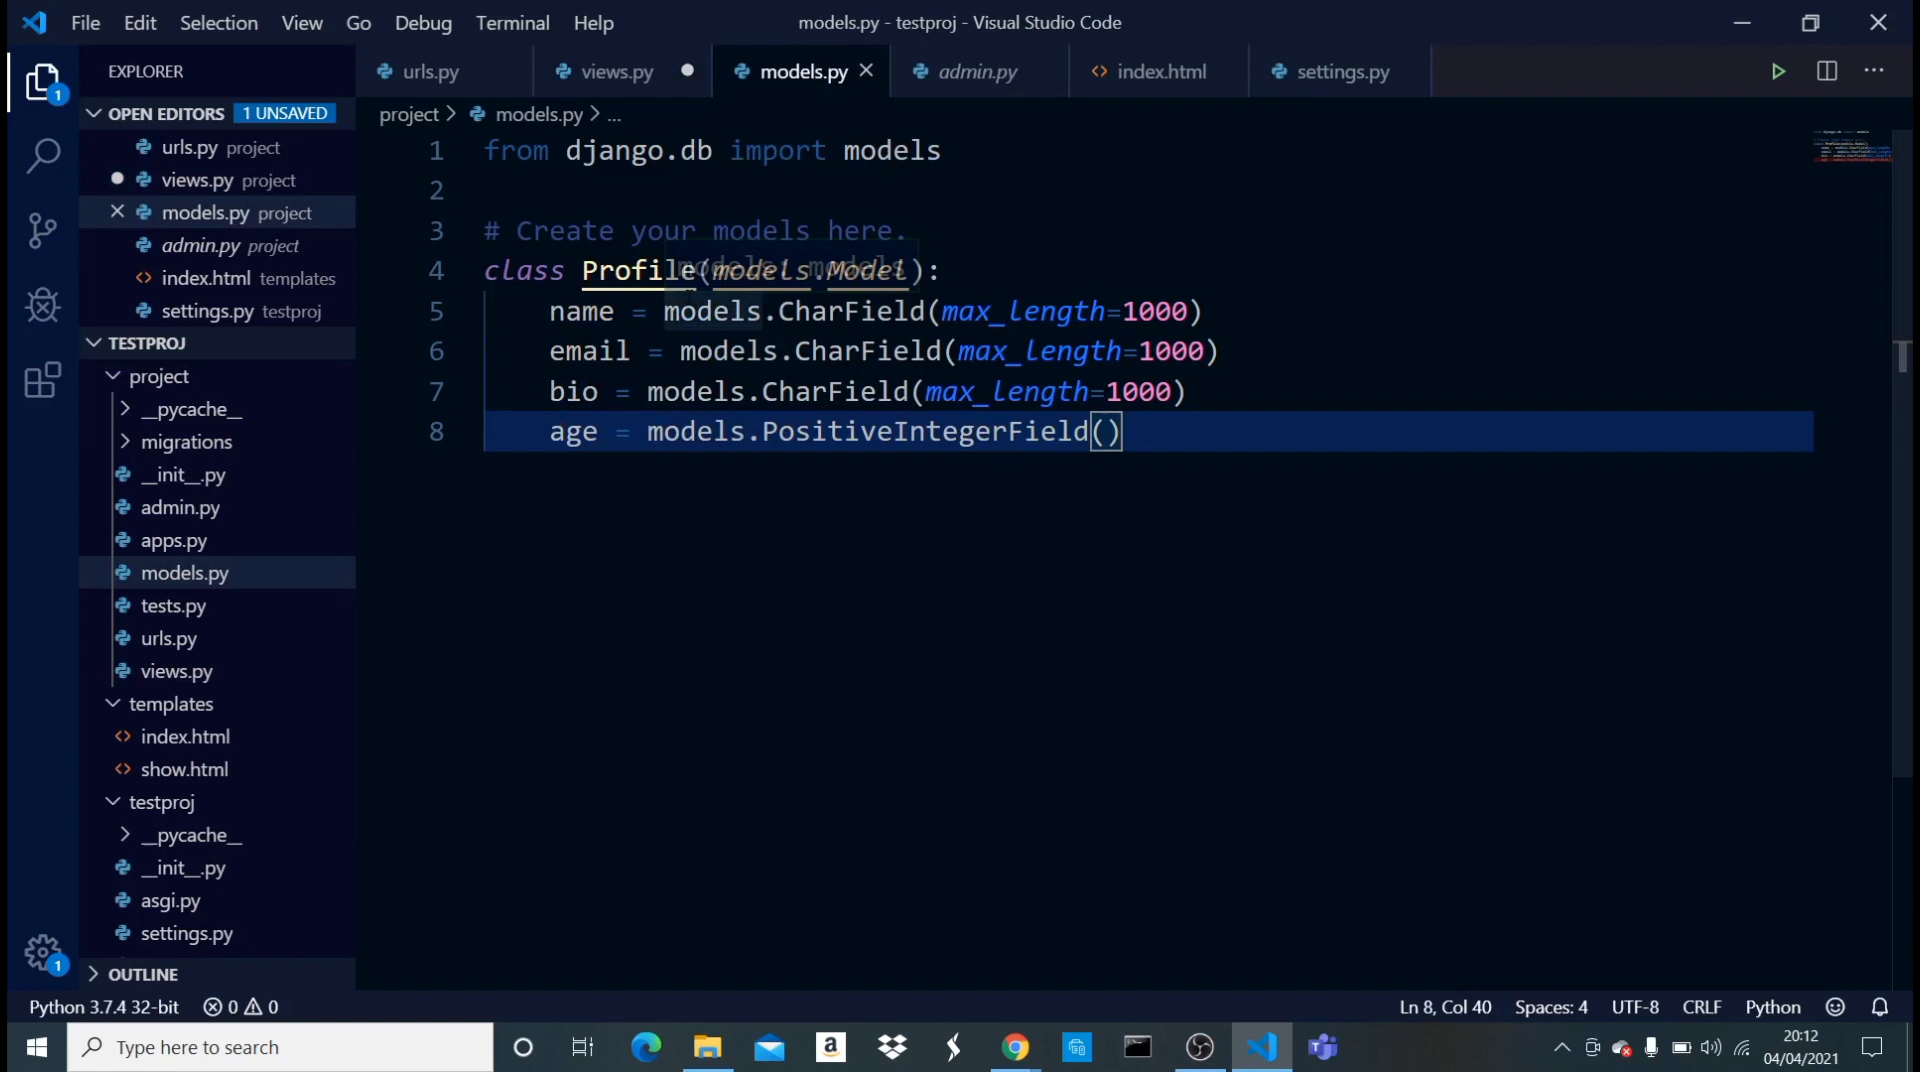 File Edit Selection View Go Debug Terminal Help
models.py - testproj - Visual Studio Code
EXPLORER
OPEN EDITORS 1 UNSAVED
urls.py project
views.py project
models.py project
admin.py project
index.html templates
settings.py testproj
TESTPROJ
project
__pycache__
migrations
__init__.py
admin.py
apps.py
models.py
tests.py
urls.py
views.py
templates
index.html
show.html
testproj
__pycache__
__init__.py
asgi.py
settings.py
OUTLINE
urls.py views.py models.py admin.py index.html settings.py
project > models.py > ...
1 from django.db import models
2
3 # Create your models here.
4 class Profile(models.Model):
5 name = models.CharField(max_length=1000)
6 email = models.CharField(max_length=1000)
7 bio = models.CharField(max_length=1000)
8 age = models.PositiveIntegerField()
1
1
Python 3.7.4 32-bit 0 0
Ln 8, Col 40 Spaces: 4 UTF-8 CRLF Python
Type here to search
a
20:12
04/04/2021